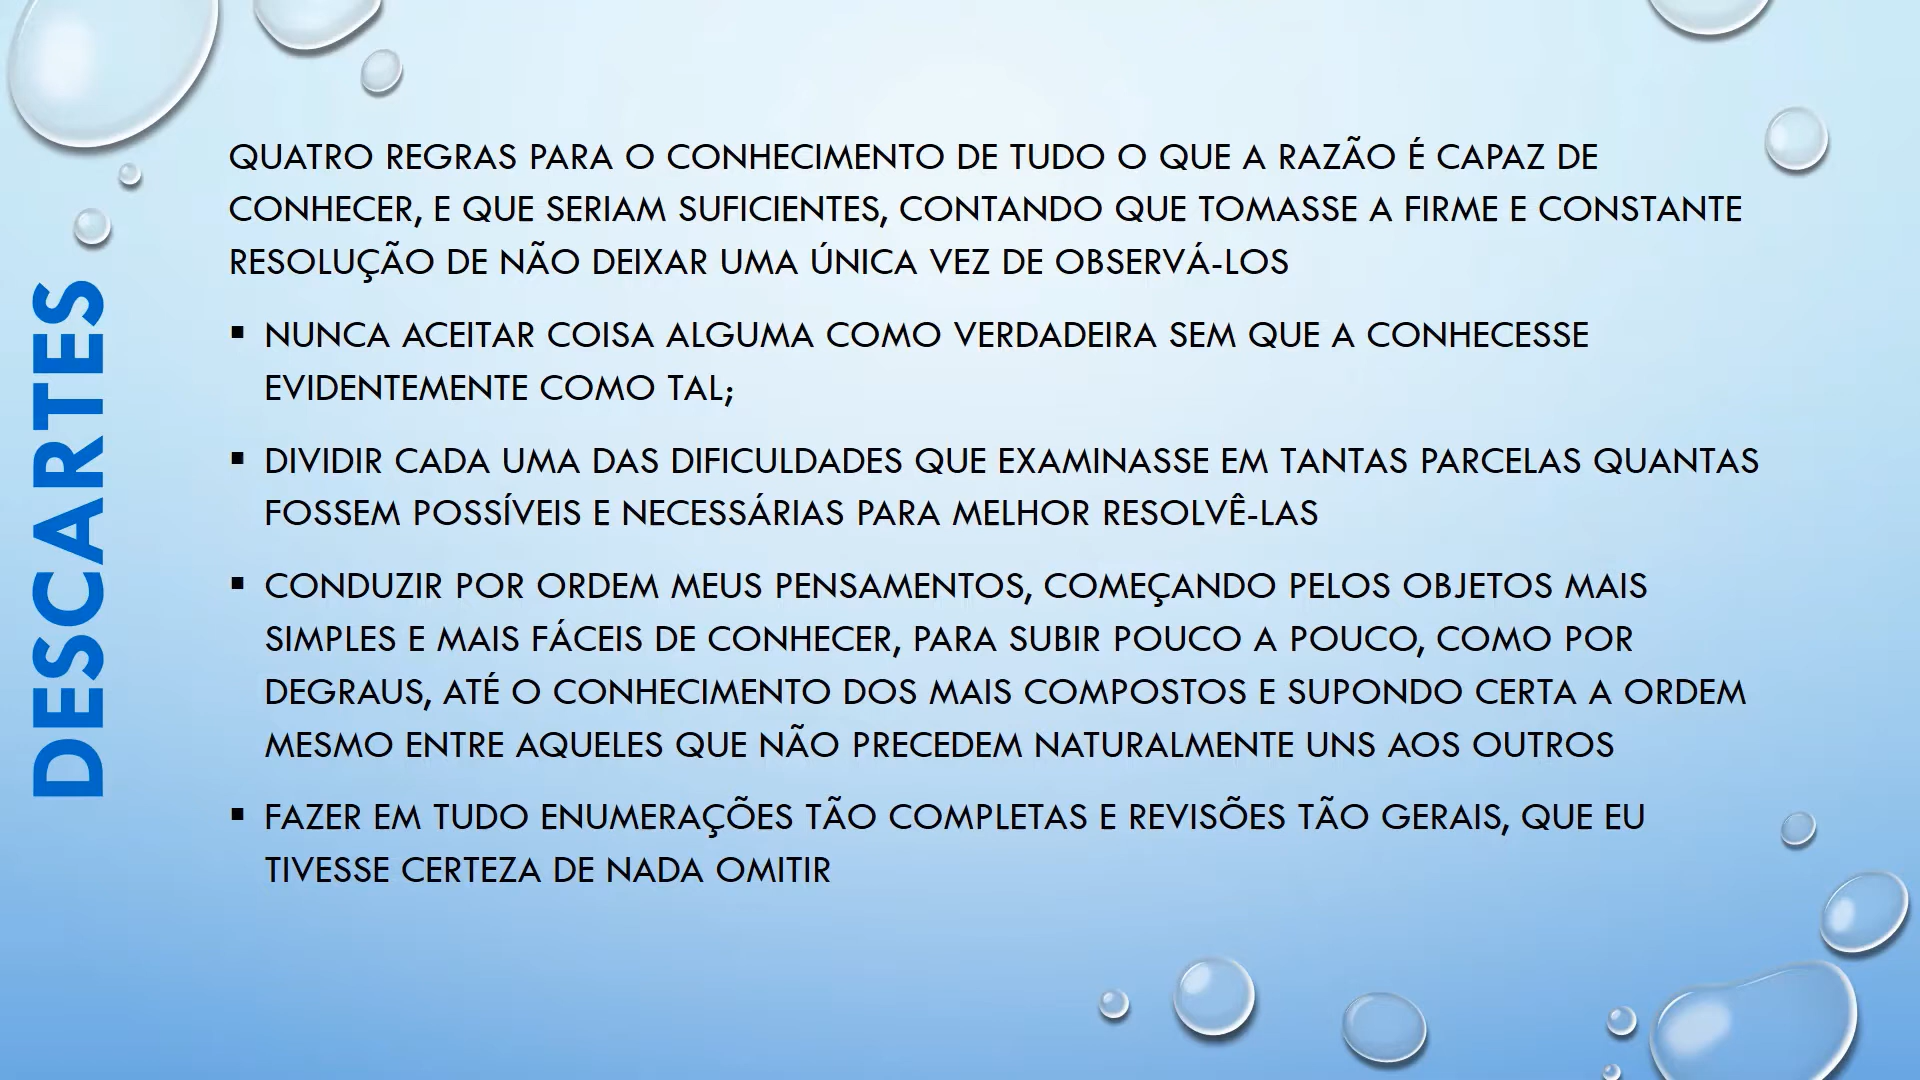 DESCARTES
QUATRO REGRAS PARA O CONHECIMENTO DE TUDO O QUE A RAZÃO É CAPAZ DE
CONHECER, E QUE SERIAM SUFICIENTES, CONTANDO QUE TOMASSE A FIRME E CONSTANTE
RESOLUÇÃO DE NÃO DEIXAR UMA ÚNICA VEZ DE OBSERVÁ-LOS
▪ NUNCA ACEITAR COISA ALGUMA COMO VERDADEIRA SEM QUE A CONHECESSE
EVIDENTEMENTE COMO TAL;
▪ DIVIDIR CADA UMA DAS DIFICULDADES QUE EXAMINASSE EM TANTAS PARCELAS QUANTAS
FOSSEM POSSÍVEIS E NECESSÁRIAS PARA MELHOR RESOLVÊ-LAS
▪ CONDUZIR POR ORDEM MEUS PENSAMENTOS, COMEÇANDO PELOS OBJETOS MAIS
SIMPLES E MAIS FÁCEIS DE CONHECER, PARA SUBIR POUCO A POUCO, COMO POR
DEGRAUS, ATÉ O CONHECIMENTO DOS MAIS COMPOSTOS E SUPONDO CERTA A ORDEM
MESMO ENTRE AQUELES QUE NÃO PRECEDEM NATURALMENTE UNS AOS OUTROS
▪ FAZER EM TUDO ENUMERAÇÕES TÃO COMPLETAS E REVISÕES TÃO GERAIS, QUE EU
TIVESSE CERTEZA DE NADA OMITIR